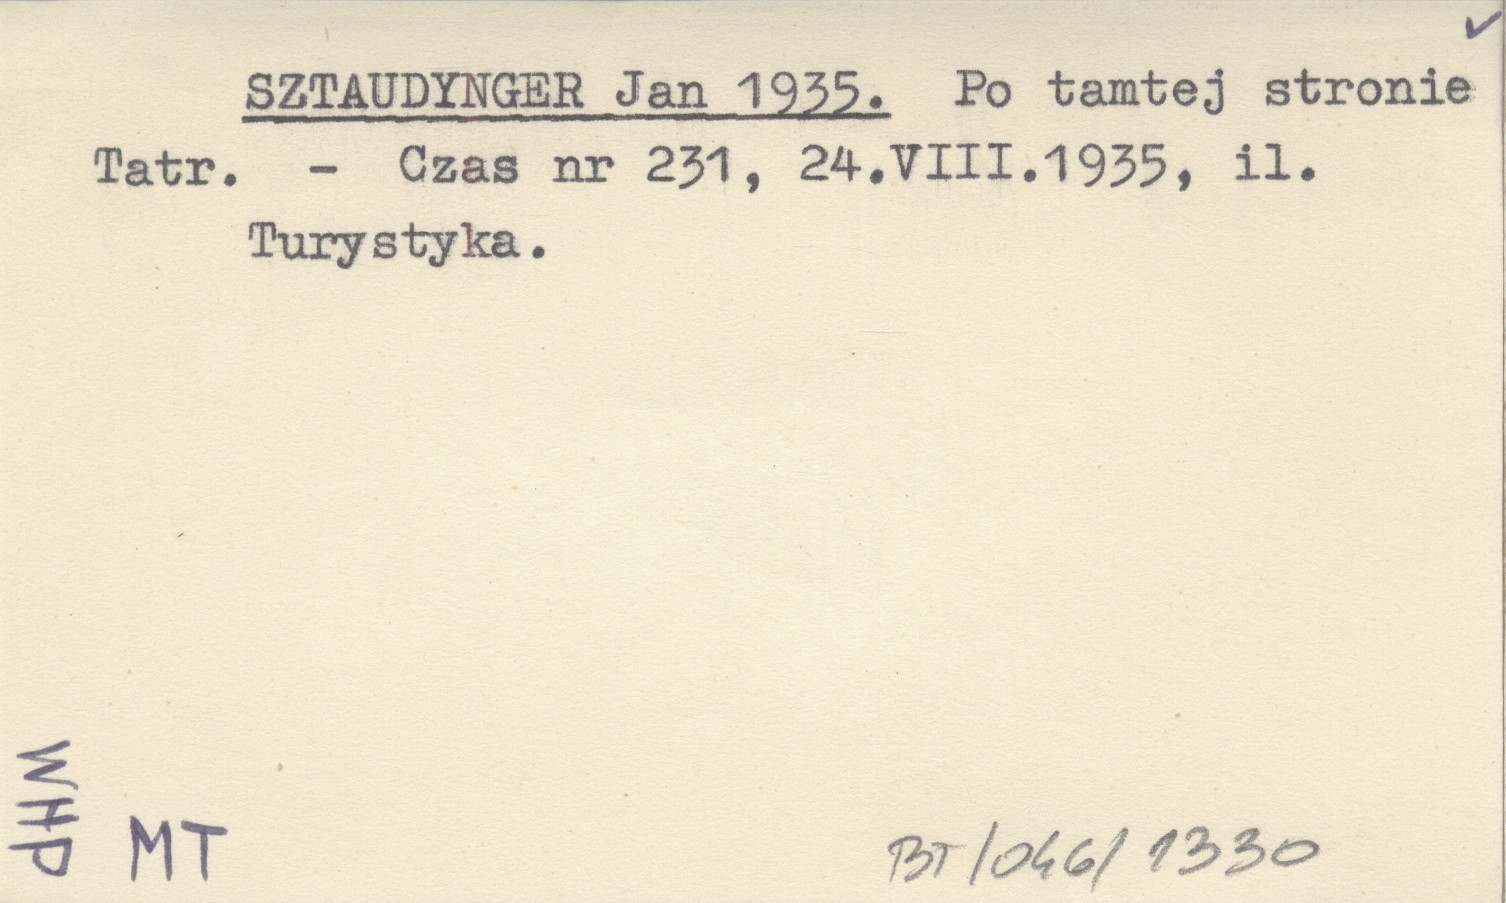 SZTAUDYNGER Jan 1935. Po tamtej stronie
Tatr. - Czas nr 231, 24.VIII.1935, il.
Turystyka.
WHP
MT
BT/046/1330